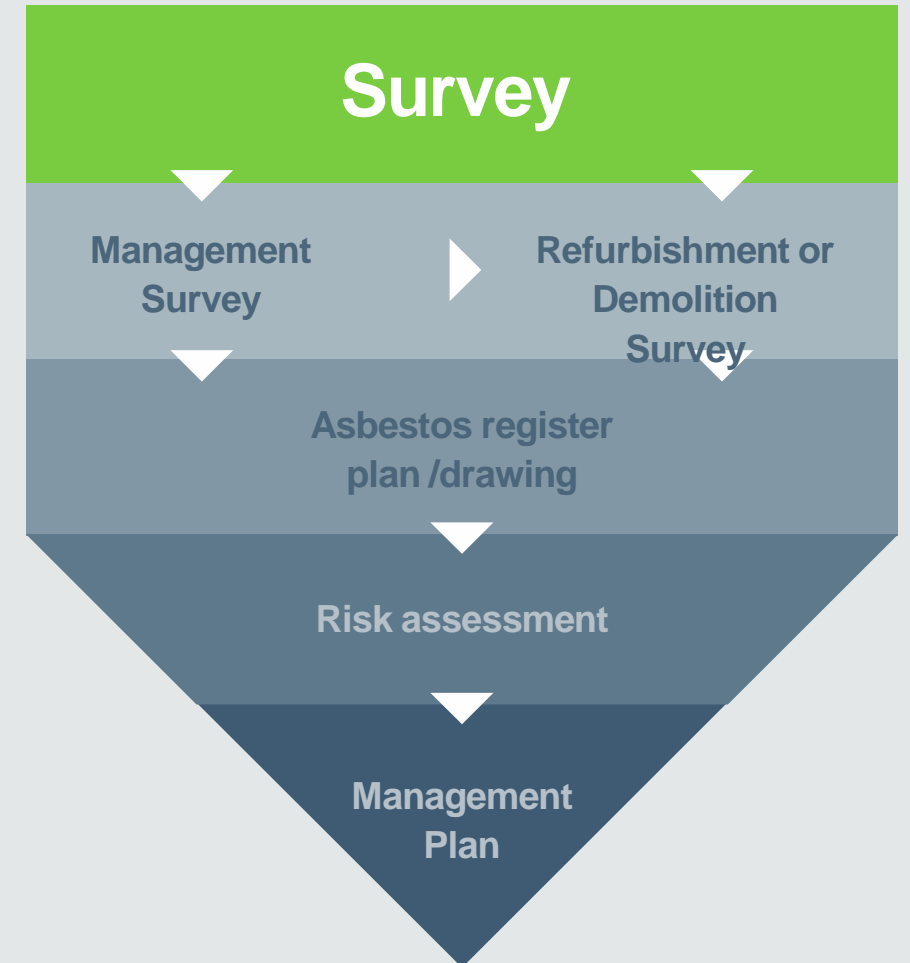 Survey
Management
Survey
Refurbishment or
Demolition
Survey
Asbestos register
plan /drawing
Risk assessment
Management
Plan